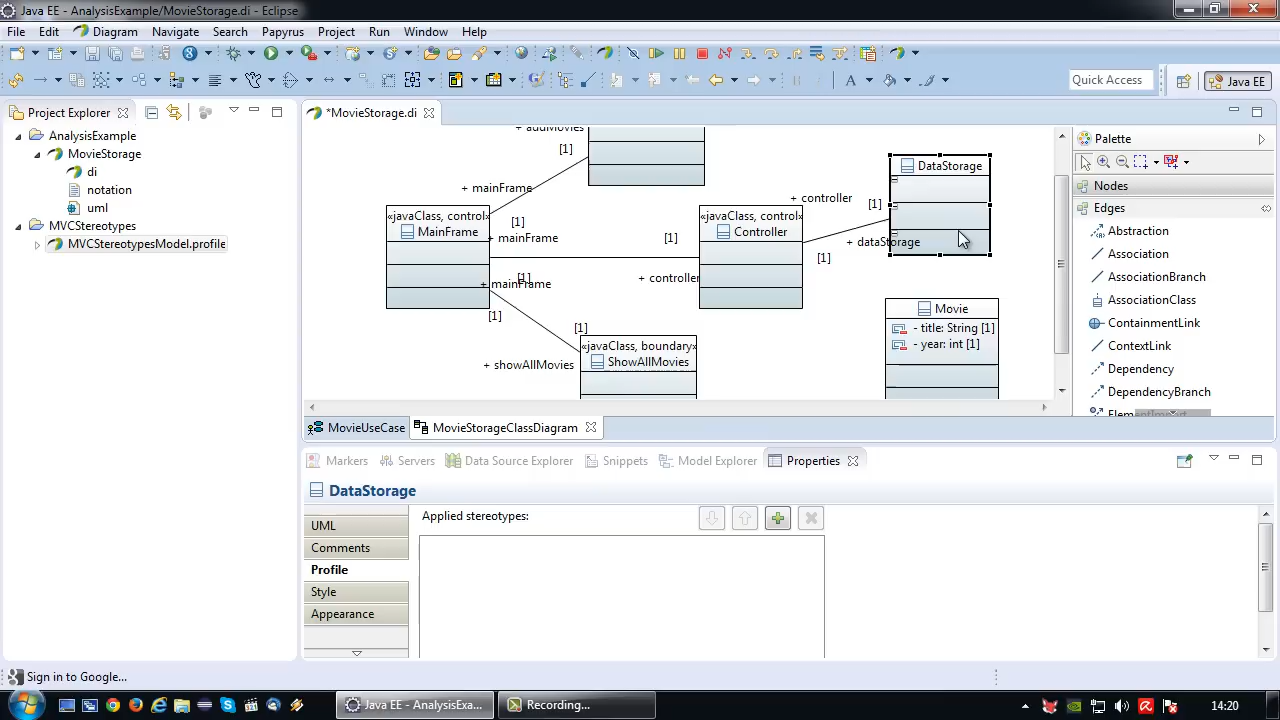 Java EE - AnalysisExample/MovieStorage.di - Eclipse
File Edit Diagram Navigate Search Papyrus Project Run Window Help
Quick Access
Java EE
Project Explorer
AnalysisExample
MovieStorage
di
notation
uml
MVCStereotypes
MVCStereotypesModel.profile
*MovieStorage.di
+ addMovies
[1]
+ mainFrame
[1]
«javaClass, control»
MainFrame
+ mainFrame
[1]
+ controller
[1]
+ mainFrame
[1]
[1]
+ showAllMovies
«javaClass, boundary»
ShowAllMovies
«javaClass, control»
Controller
+ controller
[1]
+ dataStorage
[1]
DataStorage
Movie
- title: String [1]
- year: int [1]
Palette
Nodes
Edges
Abstraction
Association
AssociationBranch
AssociationClass
ContainmentLink
ContextLink
Dependency
DependencyBranch
MovieUseCase
MovieStorageClassDiagram
Markers Servers Data Source Explorer Snippets Model Explorer Properties
DataStorage
UML
Comments
Profile
Style
Appearance
Applied stereotypes:
Sign in to Google...
Java EE - AnalysisExa...
Recording...
14:20